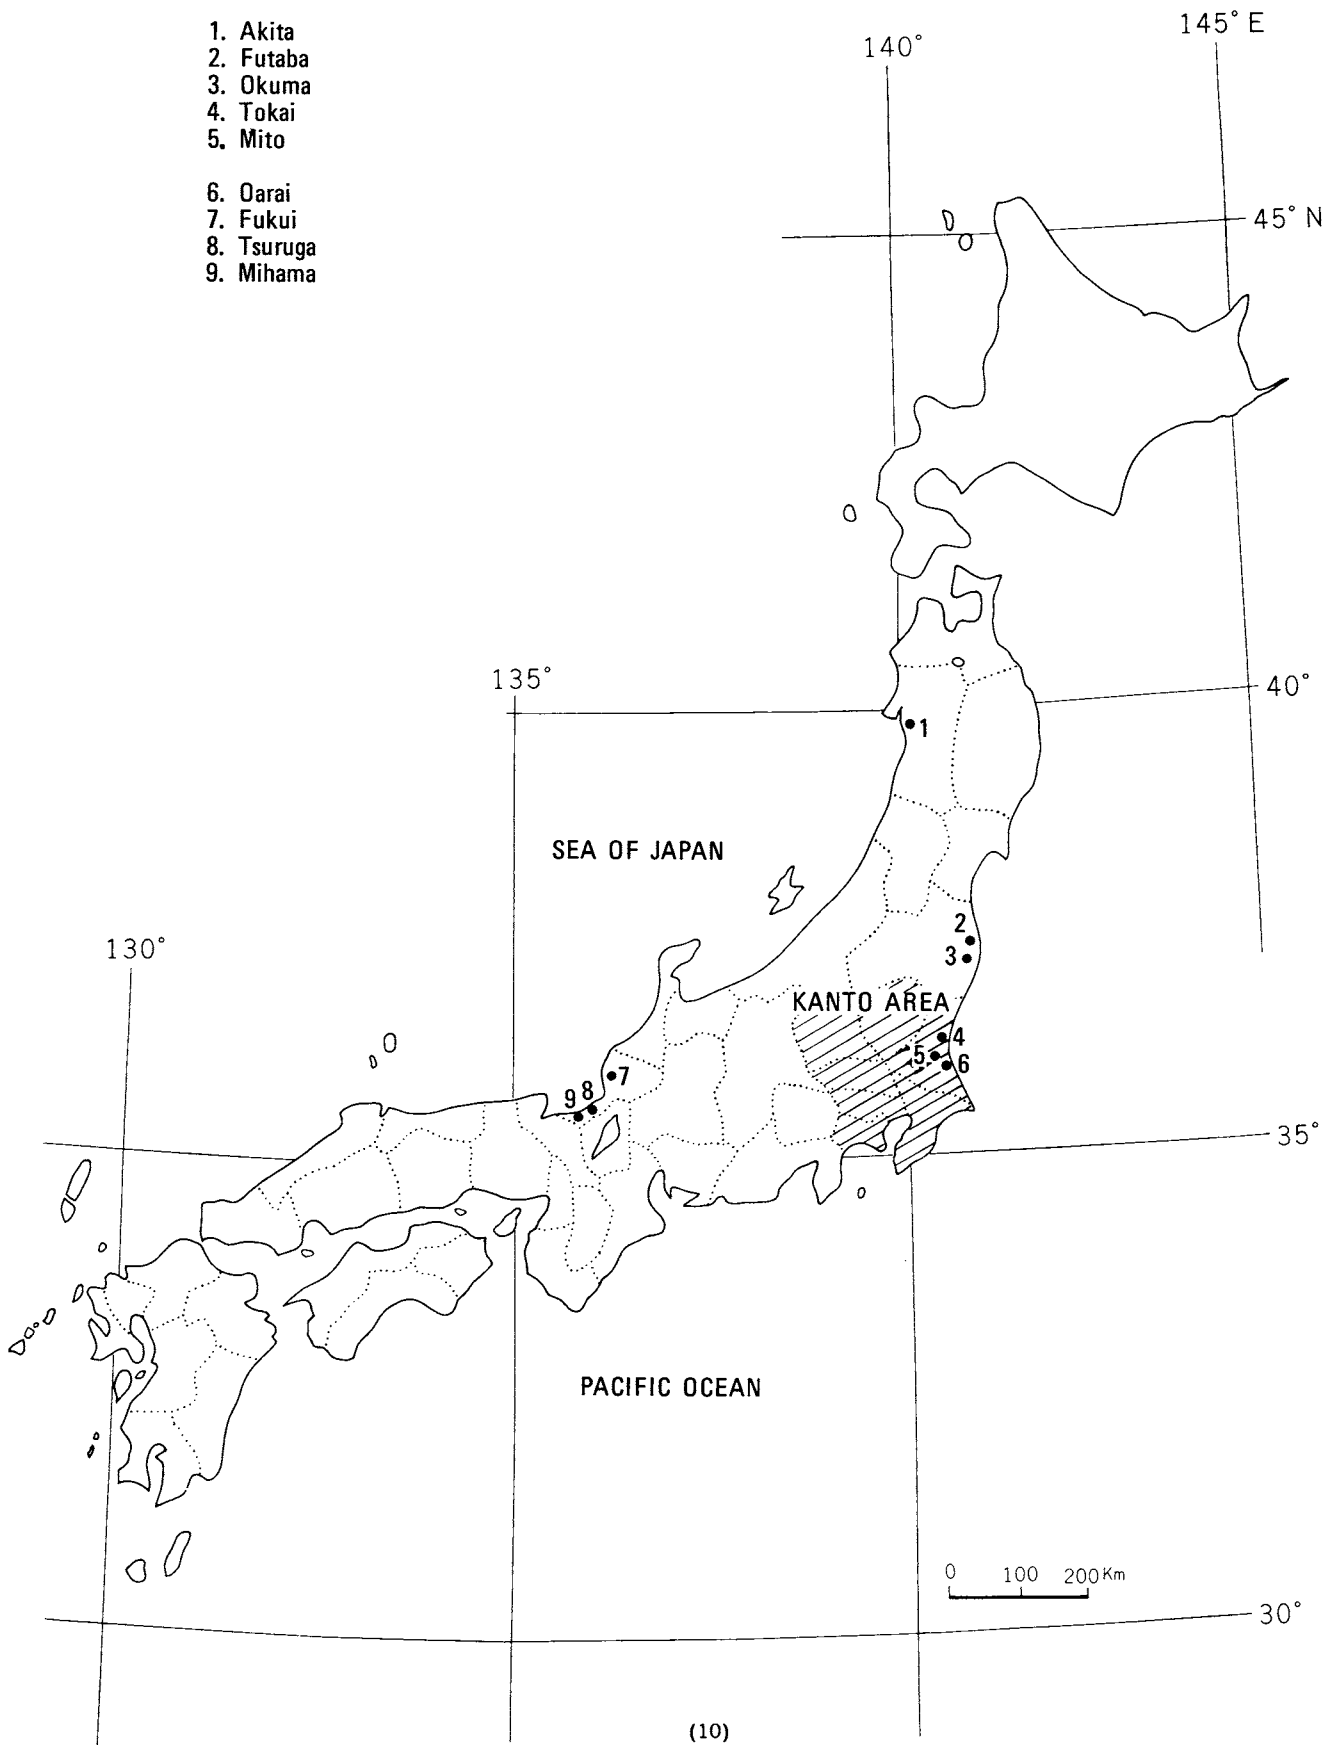 1. Akita
2. Futaba
3. Okuma
4. Tokai
5. Mito
6. Oarai
7. Fukui
8. Tsuruga
9. Mihama
140°
145° E
45° N
135°
40°
1
SEA OF JAPAN
2
130°
3
KANTO AREA
4
5
6
7
8
9
35°
PACIFIC OCEAN
0 100 200 Km
30°
(10)